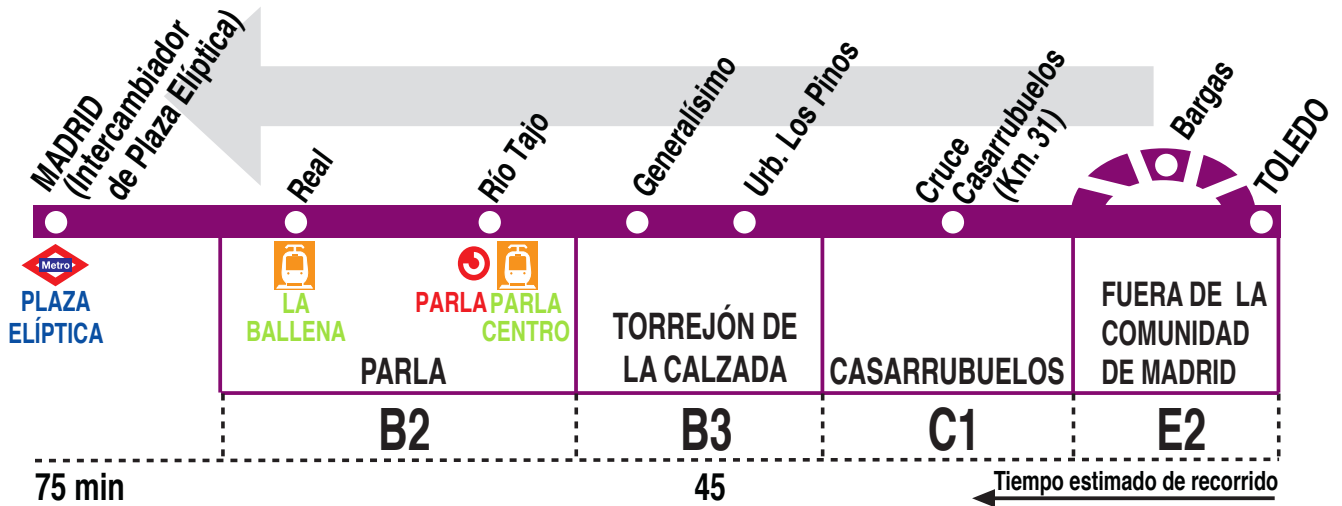 MADRID
(Intercambiador
de Plaza Elíptica)
Real
Río Tajo
Generalísimo
Urb. Los Pinos
Cruce
Casarrubuelos
(Km. 31)
Bargas
TOLEDO
Metro
PLAZA
ELÍPTICA
LA
BALLENA
PARLA
PARLA
CENTRO
PARLA
TORREJÓN DE
LA CALZADA
CASARRUBUELOS
FUERA DE LA
COMUNIDAD
DE MADRID
B2
B3
C1
E2
75 min
45
Tiempo estimado de recorrido